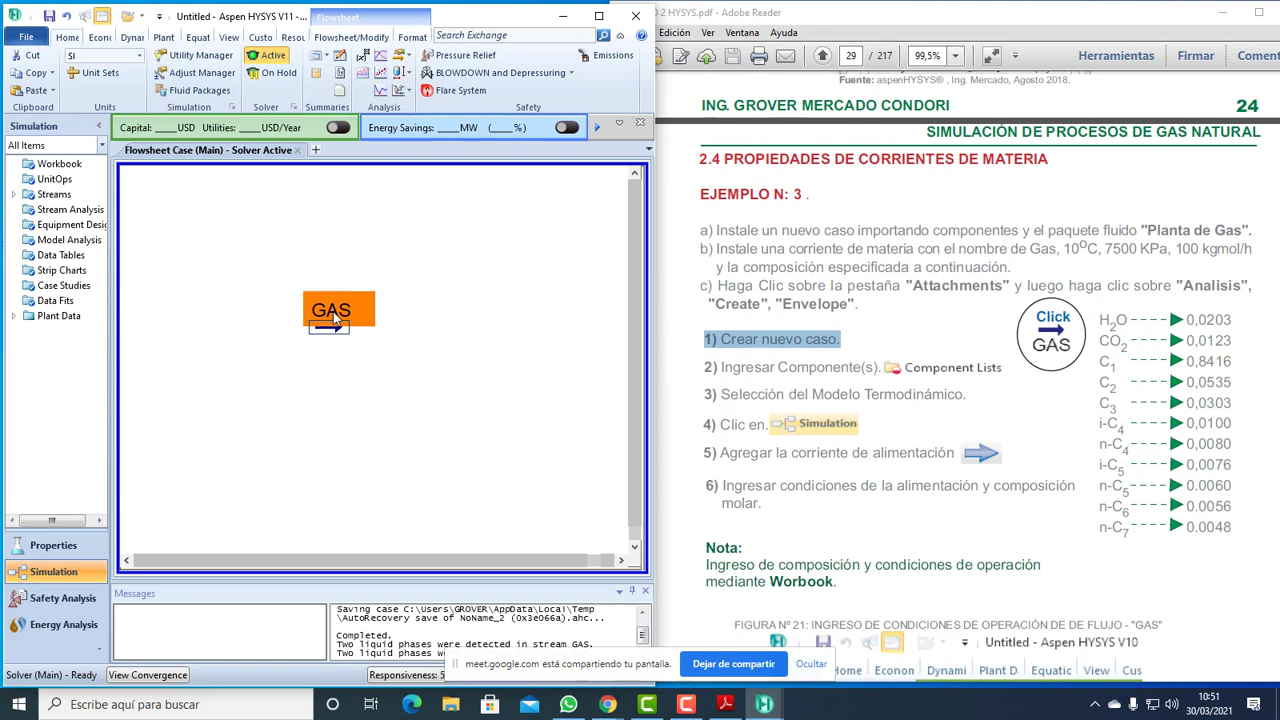 Untitled - Aspen HYSYS V11 - ...
Flowsheet
File
Home
Econ
Dynar
Plant
Equat
View
Custo
Resou
Flowsheet/Modify
Format
Search Exchange
Cut
Copy
Paste
Clipboard
SI
Unit Sets
Units
Utility Manager
Adjust Manager
Fluid Packages
Simulation
Active
On Hold
Solver
Summaries
Analysis
Pressure Relief
BLOWDOWN and Depressuring
Flare System
Emissions
Safety
Simulation
All Items
Workbook
UnitOps
Streams
Stream Analysis
Equipment Desig
Model Analysis
Data Tables
Strip Charts
Case Studies
Data Fits
Plant Data
Properties
Simulation
Safety Analysis
Energy Analysis
Capital: ____USD Utilities: ____USD/Year
Energy Savings: ____MW (____%)
Flowsheet Case (Main) - Solver Active
GAS
Messages
Saving case C:\Users\GROVER\AppData\Local\Temp
\AutoRecovery save of NoName_2 (0x3e066a).ahc...
Completed.
Two liquid phases were detected in stream GAS.
Two liquid phases w
Solver (Main) - Ready
View Convergence
Responsiveness: 5
meet.google.com está compartiendo tu pantalla.
Dejar de compartir
Ocultar
2 HYSYS.pdf - Adobe Reader
Edición
Ver
Ventana
Ayuda
29
/ 217
99,5%
Herramientas
Firmar
Coment
Fuente: aspenHYSYS® , Ing. Mercado, Agosto 2018.
ING. GROVER MERCADO CONDORI 24
SIMULACIÓN DE PROCESOS DE GAS NATURAL
2.4 PROPIEDADES DE CORRIENTES DE MATERIA
EJEMPLO N: 3 .
a) Instale un nuevo caso importando componentes y el paquete fluido "Planta de Gas".
b) Instale una corriente de materia con el nombre de Gas, 10ºC, 7500 KPa, 100 kgmol/h
y la composición especificada a continuación.
c) Haga Clic sobre la pestaña "Attachments" y luego haga clic sobre "Analisis",
"Create", "Envelope".
1) Crear nuevo caso.
2) Ingresar Componente(s). Component Lists
3) Selección del Modelo Termodinámico.
4) Clic en. Simulation
5) Agregar la corriente de alimentación
6) Ingresar condiciones de la alimentación y composición
molar.
Click
GAS
H2O 0,0203
CO2 0,0123
C1 0,8416
C2 0,0535
C3 0,0303
i-C4 0,0100
n-C4 0,0080
i-C5 0,0076
n-C5 0.0060
n-C6 0.0056
n-C7 0.0048
Nota:
Ingreso de composición y condiciones de operación
mediante Worbook.
FIGURA Nº 21: INGRESO DE CONDICIONES DE OPERACIÓN DE DE FLUJO - "GAS"
Untitled - Aspen HYSYS V10
Home
Econom
Dynami
Plant D
Equatic
View
Cus
Escribe aquí para buscar
10:51
30/03/2021